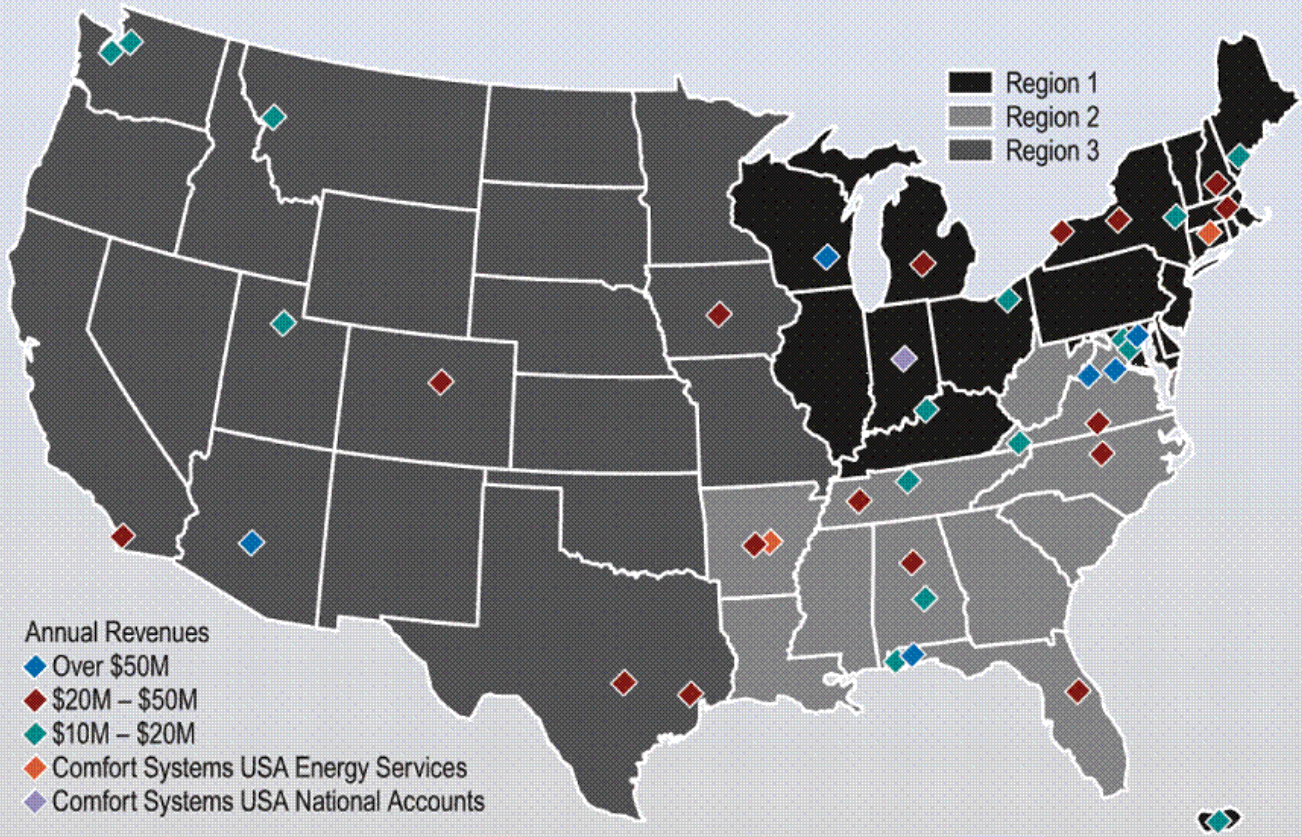 Region 1
Region 2
Region 3
Annual Revenues
Over $50M
$20M – $50M
$10M – $20M
Comfort Systems USA Energy Services
Comfort Systems USA National Accounts